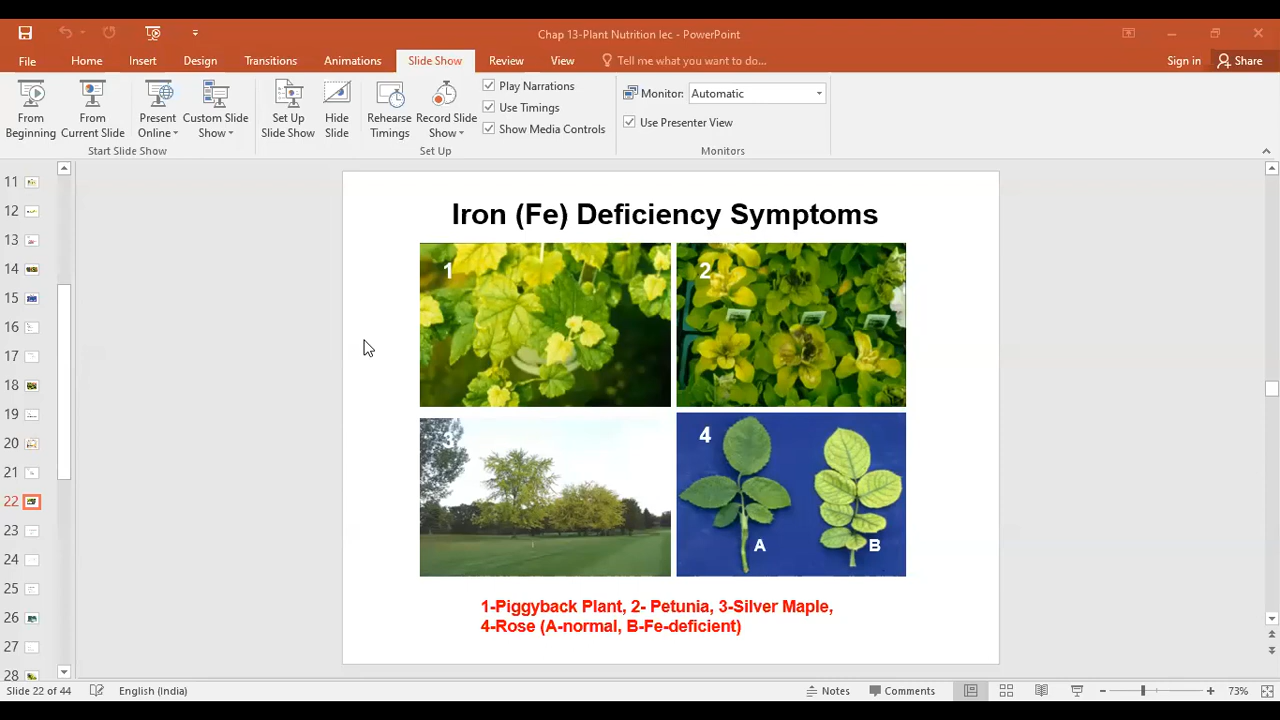 Chap 13-Plant Nutrition lec - PowerPoint
File Home Insert Design Transitions Animations Slide Show Review View Tell me what you want to do... Sign in Share
From Beginning
From Current Slide
Present Online
Custom Slide Show
Start Slide Show
Set Up Slide Show
Hide Slide
Rehearse Timings
Record Slide Show
Play Narrations
Use Timings
Show Media Controls
Set Up
Monitor: Automatic
Use Presenter View
Monitors
11
12
13
14
15
16
17
18
19
20
21
22
23
24
25
26
27
28
Iron (Fe) Deficiency Symptoms
1
2
3
4
A
B
1-Piggyback Plant, 2- Petunia, 3-Silver Maple,
4-Rose (A-normal, B-Fe-deficient)
Slide 22 of 44 English (India) Notes Comments 73%